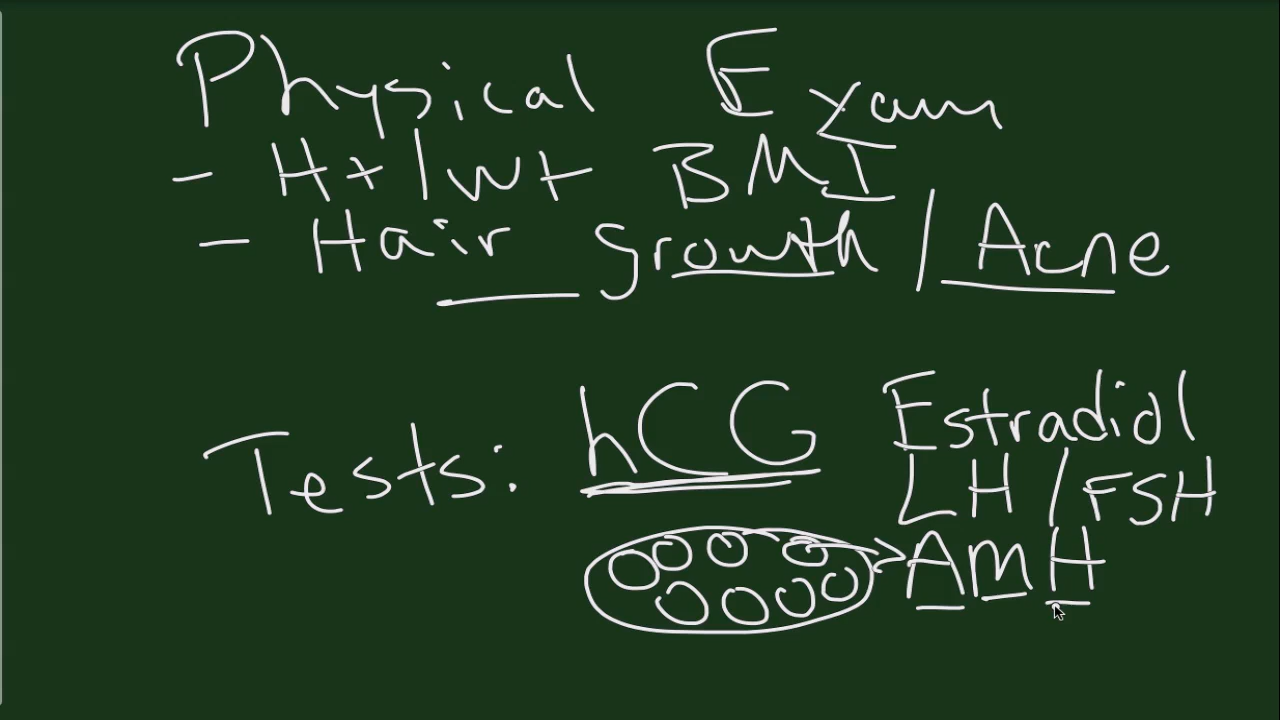 Physical Exam
- Ht/wt BMI
- Hair growth / Acne
Tests: hCG Estradiol
LH/FSH
AMH